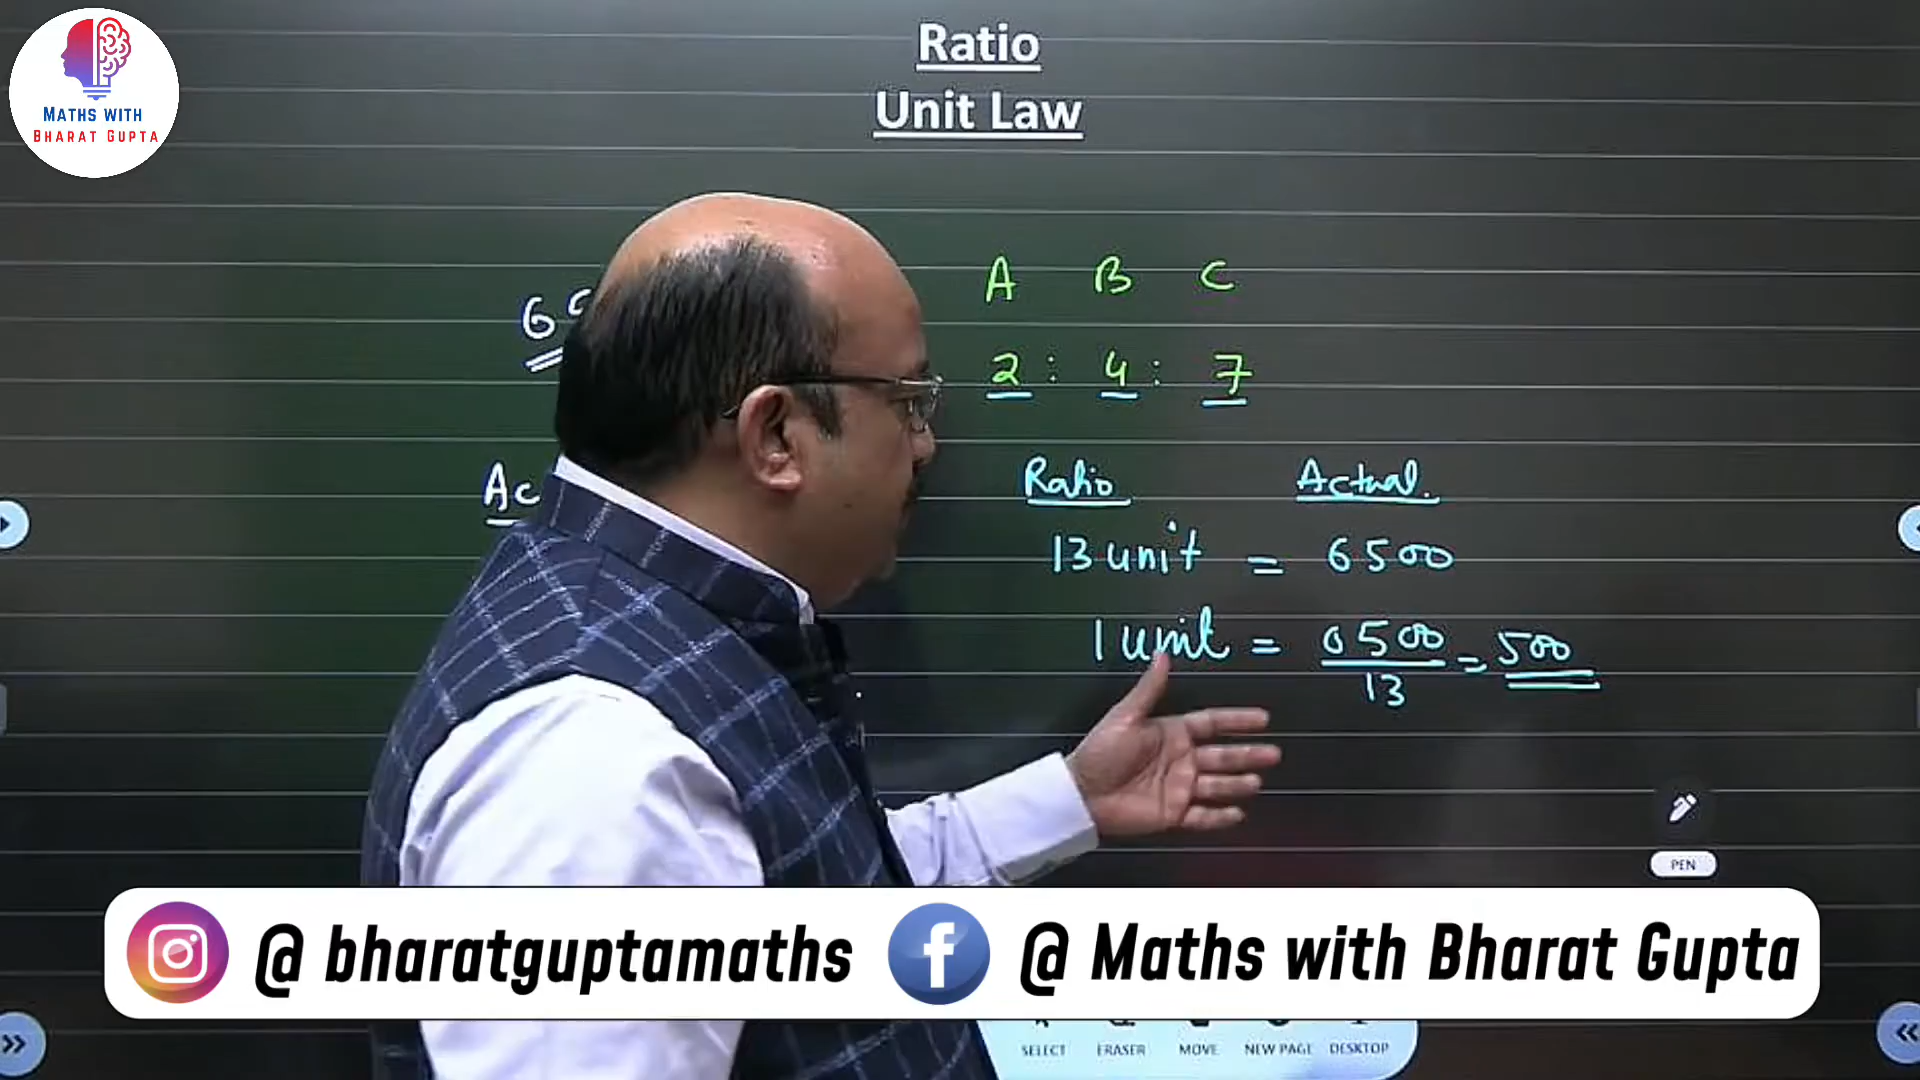 MATHS WITH
BHARAT GUPTA
Ratio
Unit Law
A B C
2 : 4 : 7
Ratio Actual.
13 unit = 6500
1 unit = 6500 = 500
13
PEN
@ bharatguptamaths
@ Maths with Bharat Gupta
SELECT ERASER MOVE NEW PAGE DESKTOP